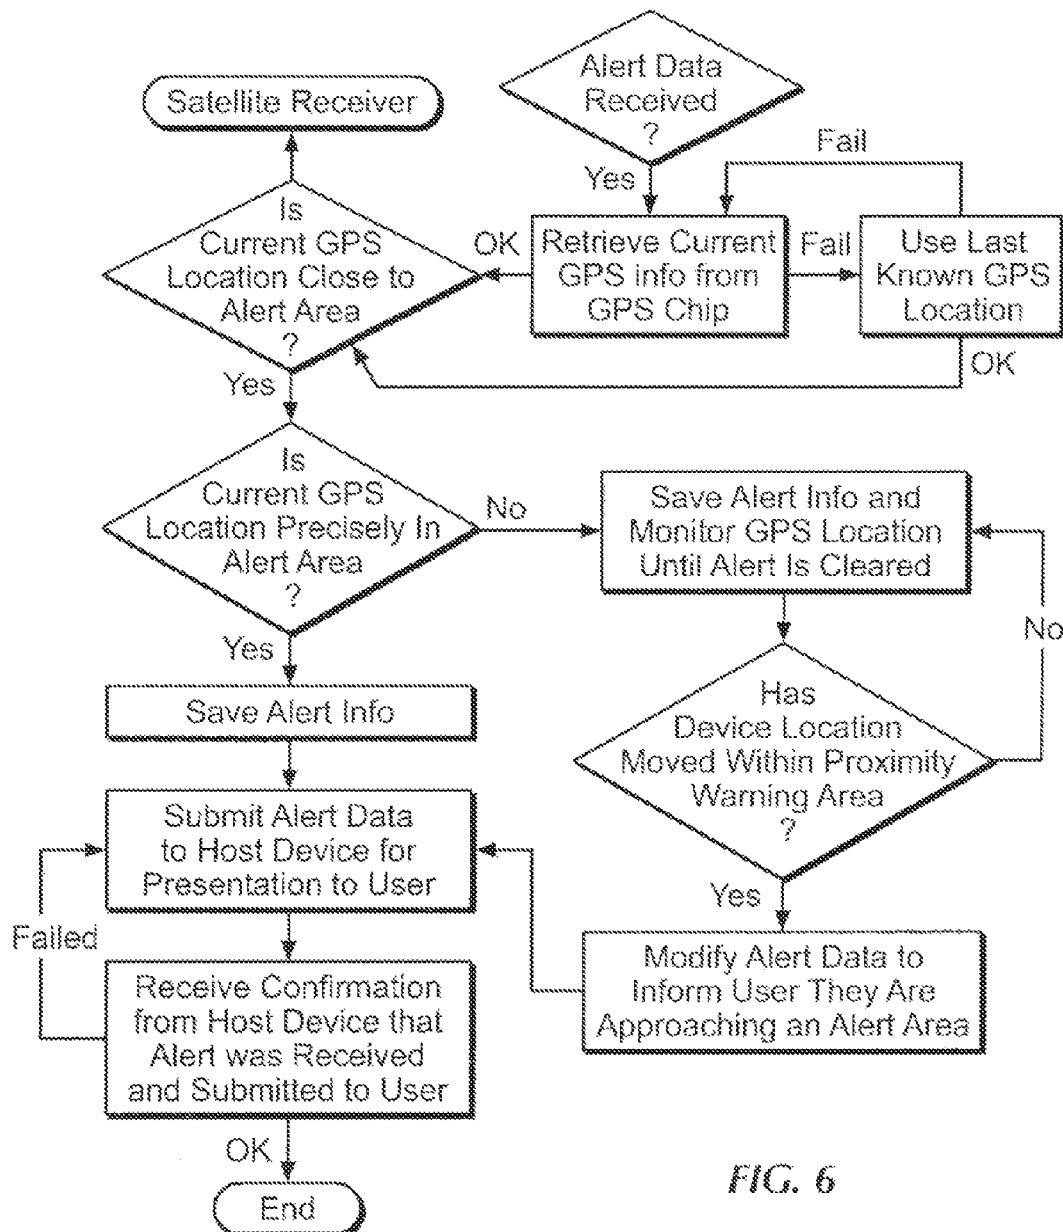 Satellite Receiver
Alert Data
Received
?
Yes
Fail
Is
Current GPS
Location Close to
Alert Area
?
OK
Retrieve Current
GPS info from
GPS Chip
Fail
Use Last
Known GPS
Location
OK
Yes
Is
Current GPS
Location Precisely In
Alert Area
?
No
Save Alert Info and
Monitor GPS Location
Until Alert Is Cleared
No
Yes
Save Alert Info
Has
Device Location
Moved Within Proximity
Warning Area
?
Submit Alert Data
to Host Device for
Presentation to User
Yes
Failed
Receive Confirmation
from Host Device that
Alert was Received
and Submitted to User
Modify Alert Data to
Inform User They Are
Approaching an Alert Area
OK
End
FIG. 6